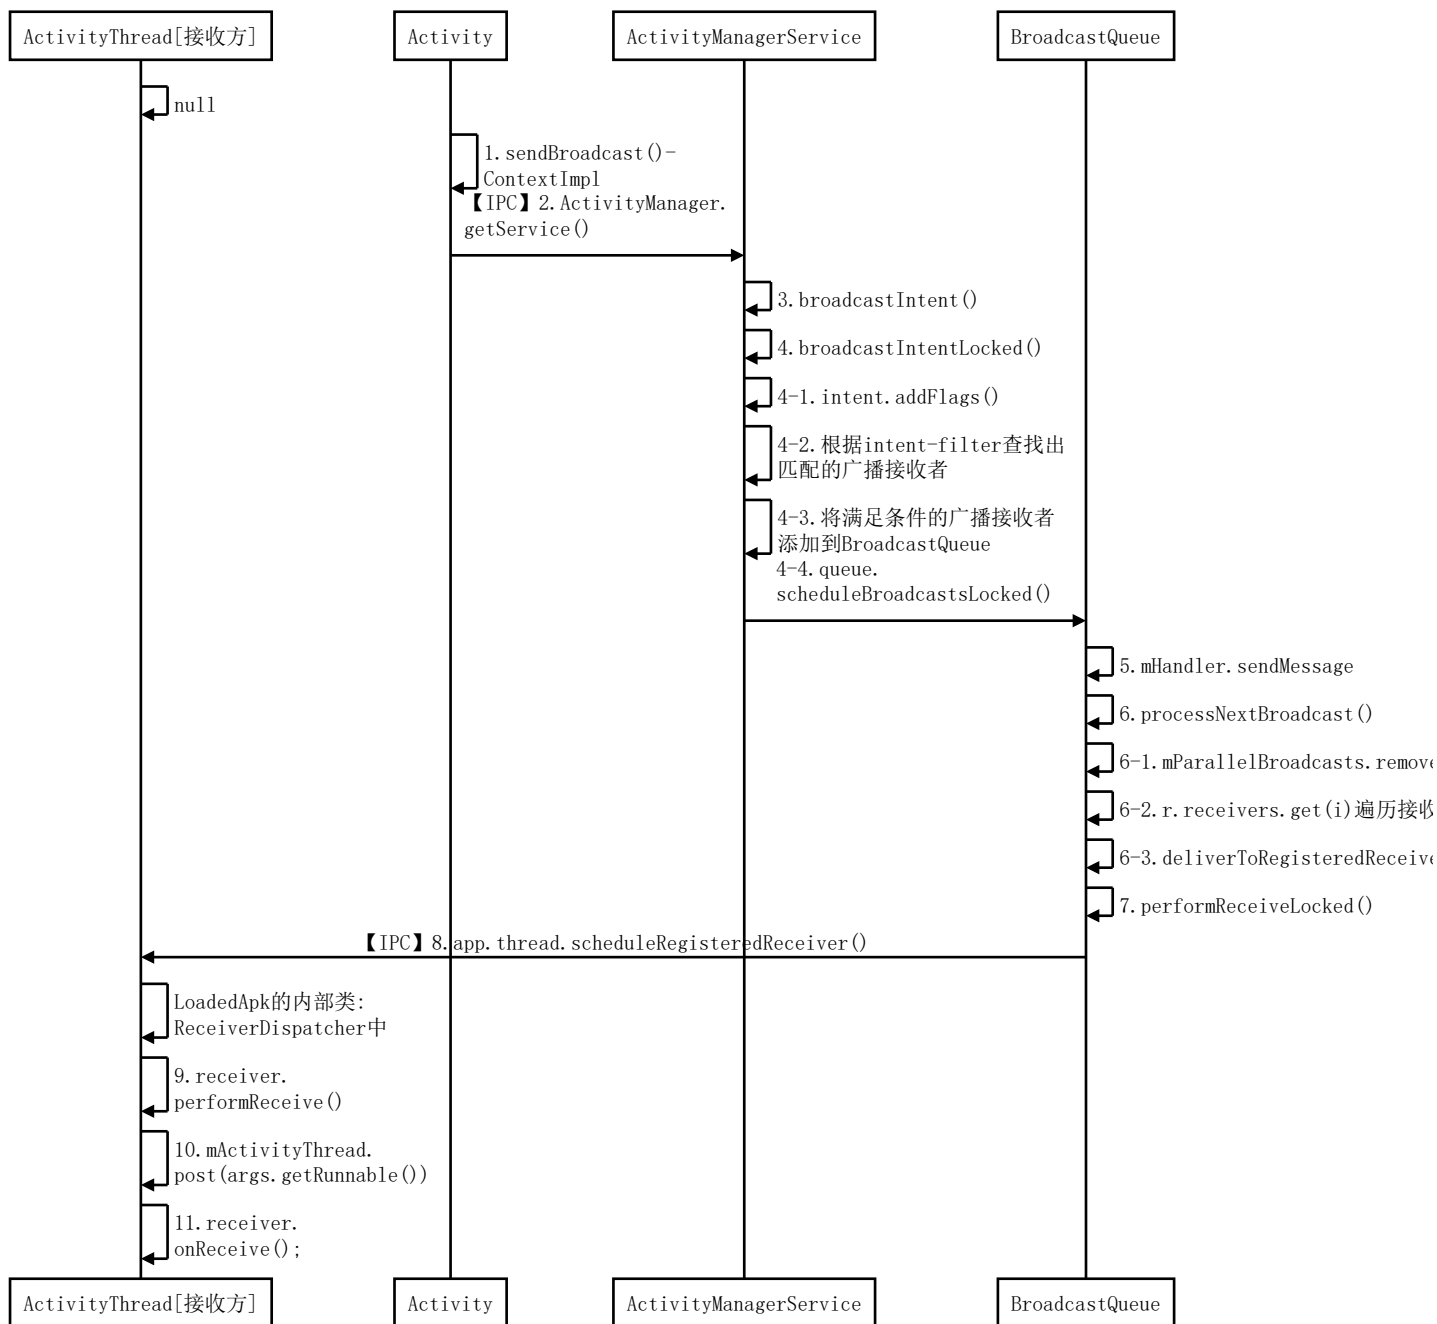 ActivityThread[接收方]
Activity
ActivityManagerService
BroadcastQueue
null
1.sendBroadcast()-
ContextImpl
【IPC】2.ActivityManager.
getService()
3.broadcastIntent()
4.broadcastIntentLocked()
4-1.intent.addFlags()
4-2.根据intent-filter查找出
匹配的广播接收者
4-3.将满足条件的广播接收者
添加到BroadcastQueue
4-4.queue.
scheduleBroadcastsLocked()
5.mHandler.sendMessage
6.processNextBroadcast()
6-1.mParallelBroadcasts.remove
6-2.r.receivers.get(i)遍历接收
6-3.deliverToRegisteredReceive
7.performReceiveLocked()
【IPC】8.app.thread.scheduleRegisteredReceiver()
LoadedApk的内部类:
ReceiverDispatcher中
9.receiver.
performReceive()
10.mActivityThread.
post(args.getRunnable())
11.receiver.
onReceive();
ActivityThread[接收方]
Activity
ActivityManagerService
BroadcastQueue